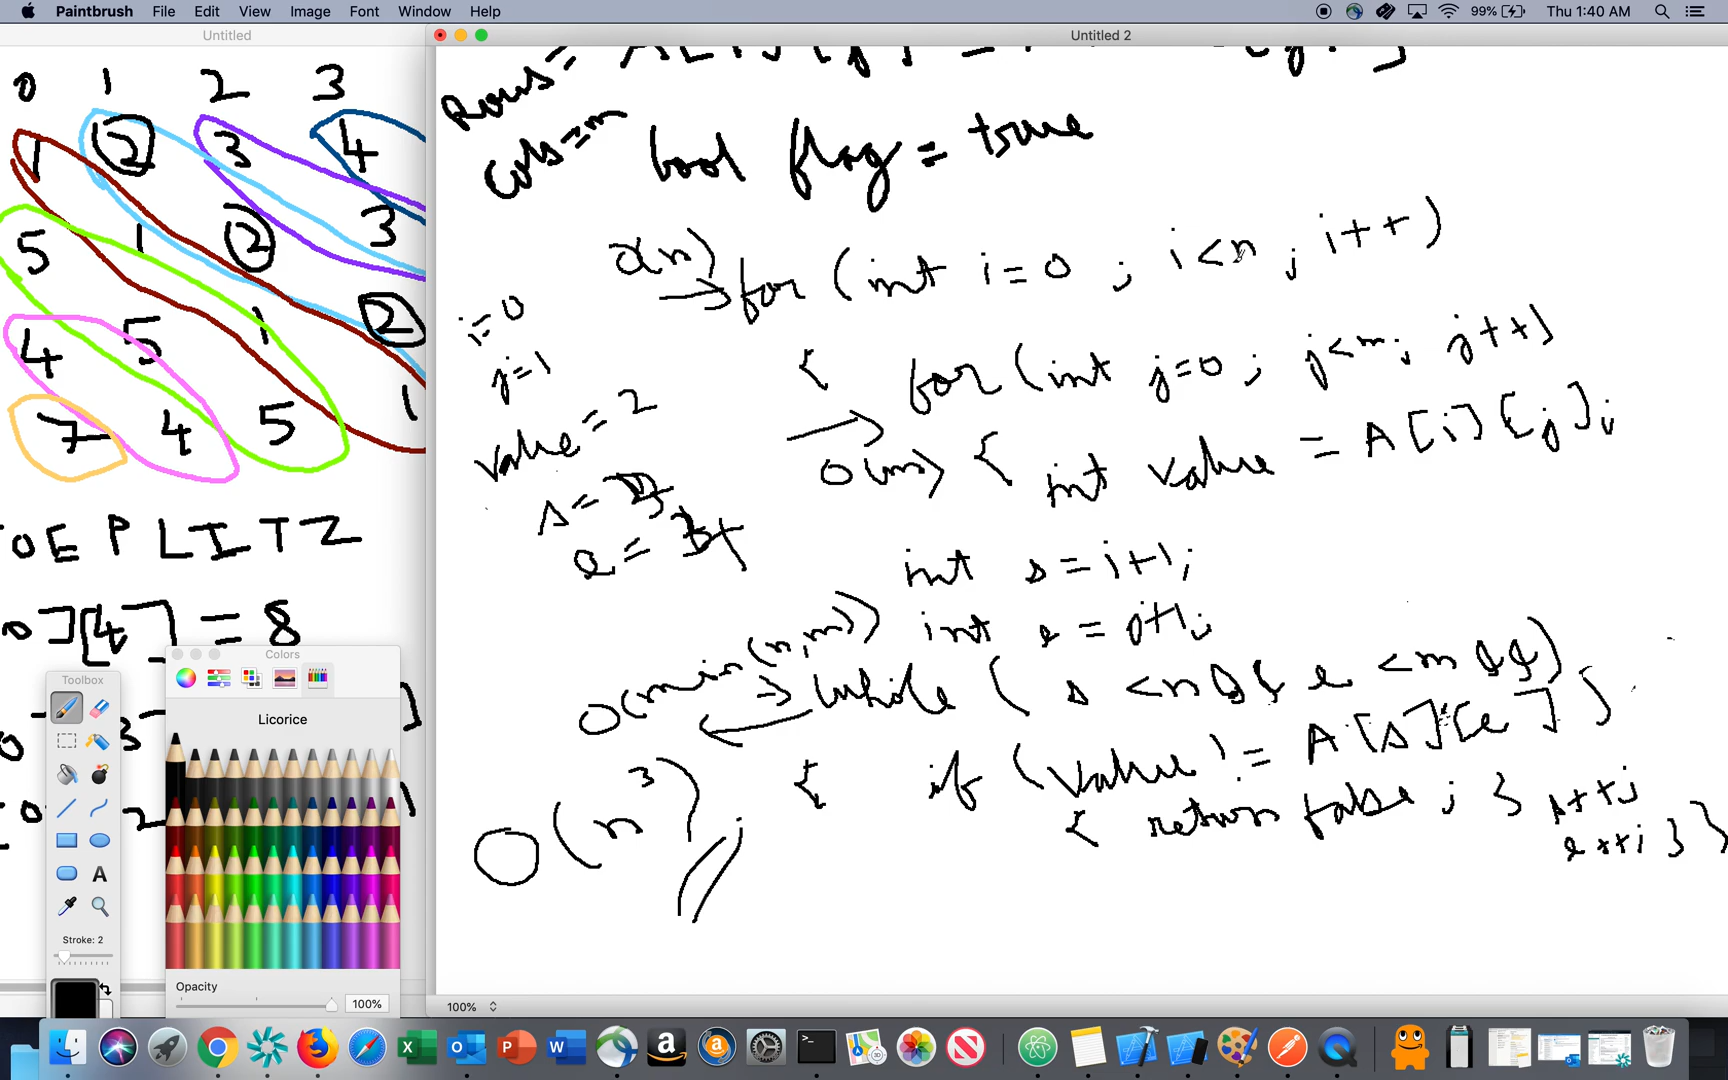 Paintbrush File Edit View Image Font Window Help 99% Thu 1:40 AM
Untitled
Untitled 2
0 1 2 3
1 2 3 4
5 1 2 3
4 5 1 2
7 4 5 1
OEPLITZ
0][4] = 8
Toolbox
Stroke: 2
Colors
Licorice
Opacity
100%
Rows=
cols=m
bool flag = true
O(n)
for (int i=0 ; i<n ; i++)
i=0
j=1
value=2
{ for (int j=0; j<m; j++)
O(m) { int value = A[i][j];
s=
e=
int s=i+1;
int e=j+1;
O(min(n,m)) while ( s <n && e <m &&)
{ if (value != A[s][e] )
{ return false ; } s++;
e++; } }
O(n3)
100%